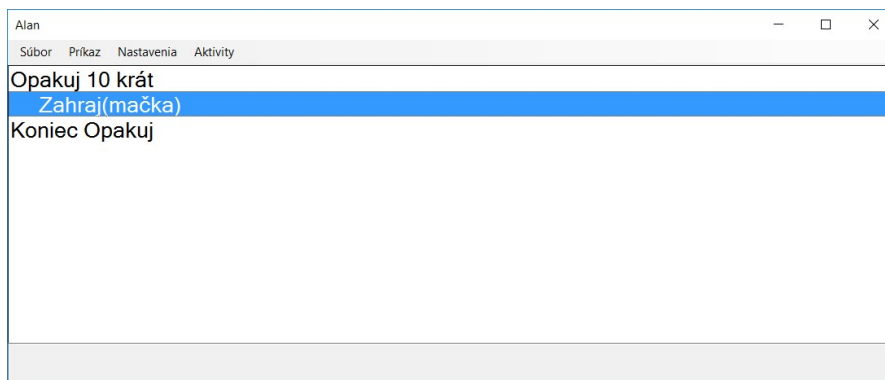 Alan
Súbor Príkaz Nastavenia Aktivity
Opakuj 10 krát
Zahraj(mačka)
Koniec Opakuj